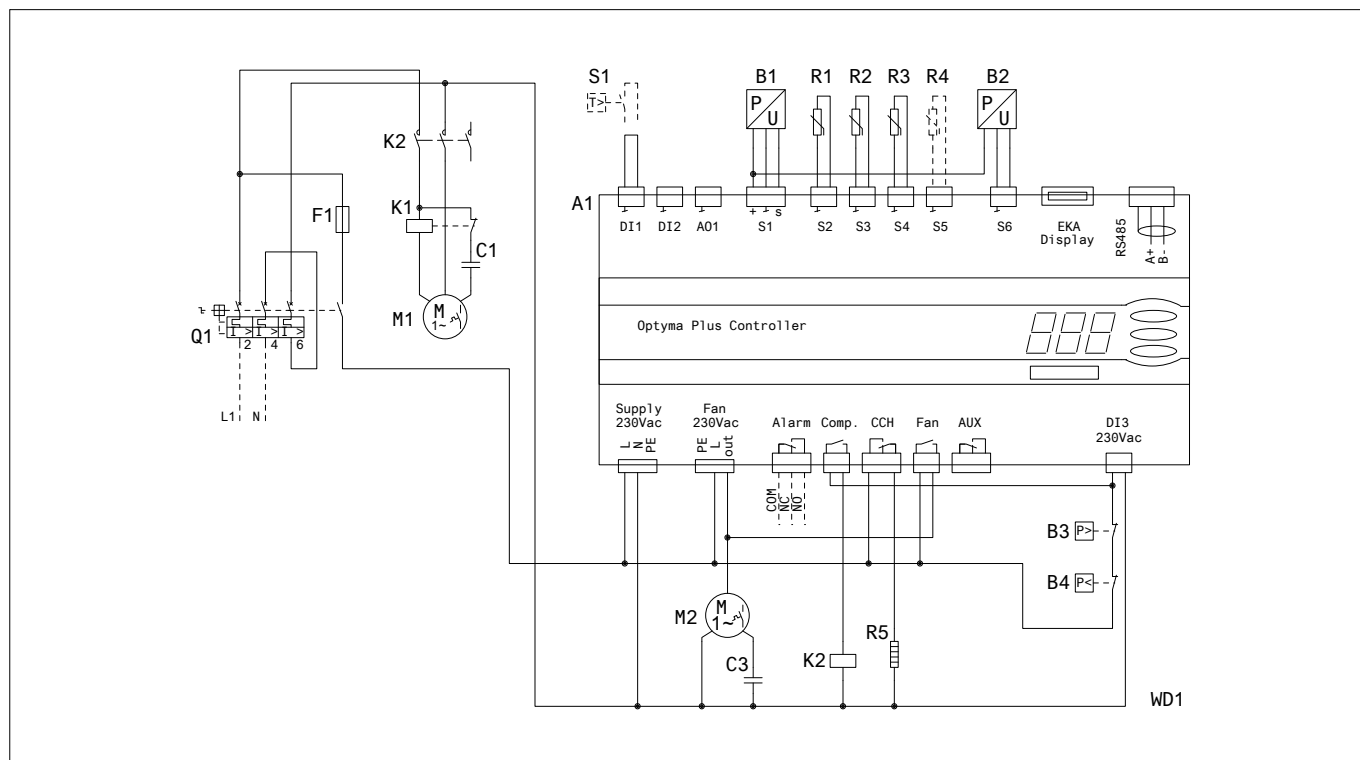 S1
B1
R1
R2
R3
R4
B2
T>
P
U
P
U
K2
A1
F1
K1
+
s
DI1
DI2
AO1
S1
S2
S3
S4
S5
S6
EKA
Display
RS485
A+
B-
C1
M1
M
1~
Optyma Plus Controller
Q1
I >
I >
I >
2
4
6
L1
N
Supply
230Vac
Fan
230Vac
Alarm
Comp.
CCH
Fan
AUX
DI3
230Vac
L
N
PE
PE
L
out
COM
NC
NO
B3
P>
B4
P<
M2
M
1~
R5
C3
K2
WD1